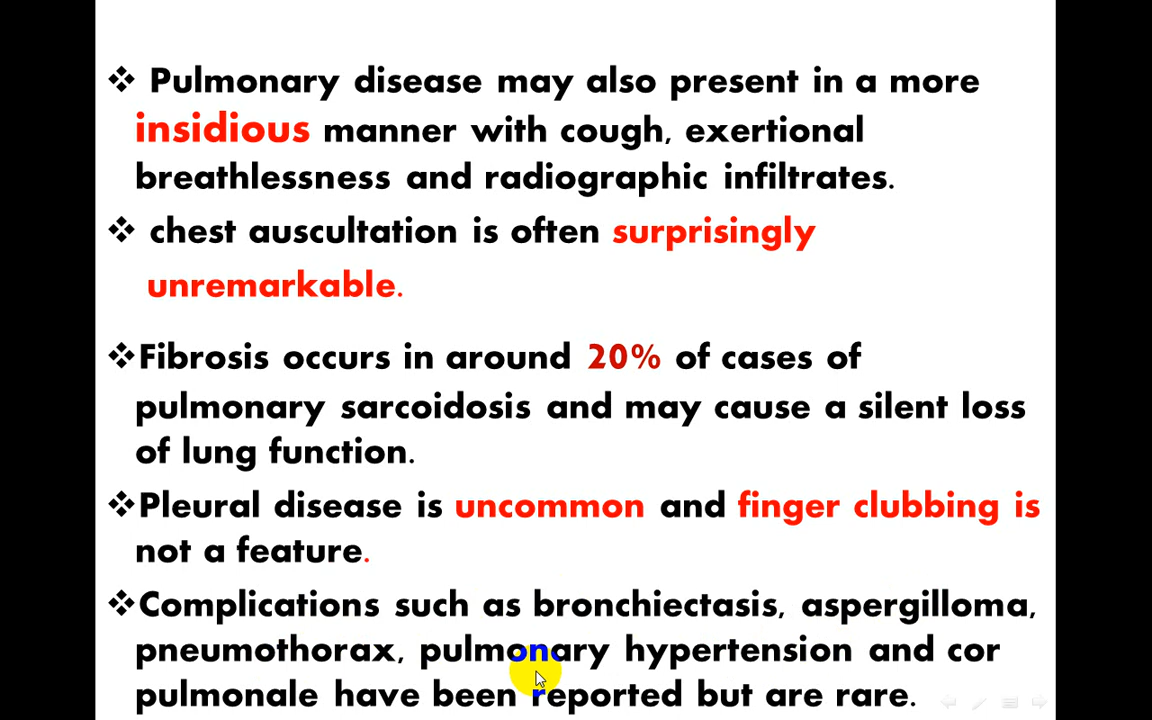 ❖ Pulmonary disease may also present in a more
insidious manner with cough, exertional
breathlessness and radiographic infiltrates.
❖ chest auscultation is often surprisingly
unremarkable.
❖Fibrosis occurs in around 20% of cases of
pulmonary sarcoidosis and may cause a silent loss
of lung function.
❖Pleural disease is uncommon and finger clubbing is
not a feature.
❖Complications such as bronchiectasis, aspergilloma,
pneumothorax, pulmonary hypertension and cor
pulmonale have been reported but are rare.